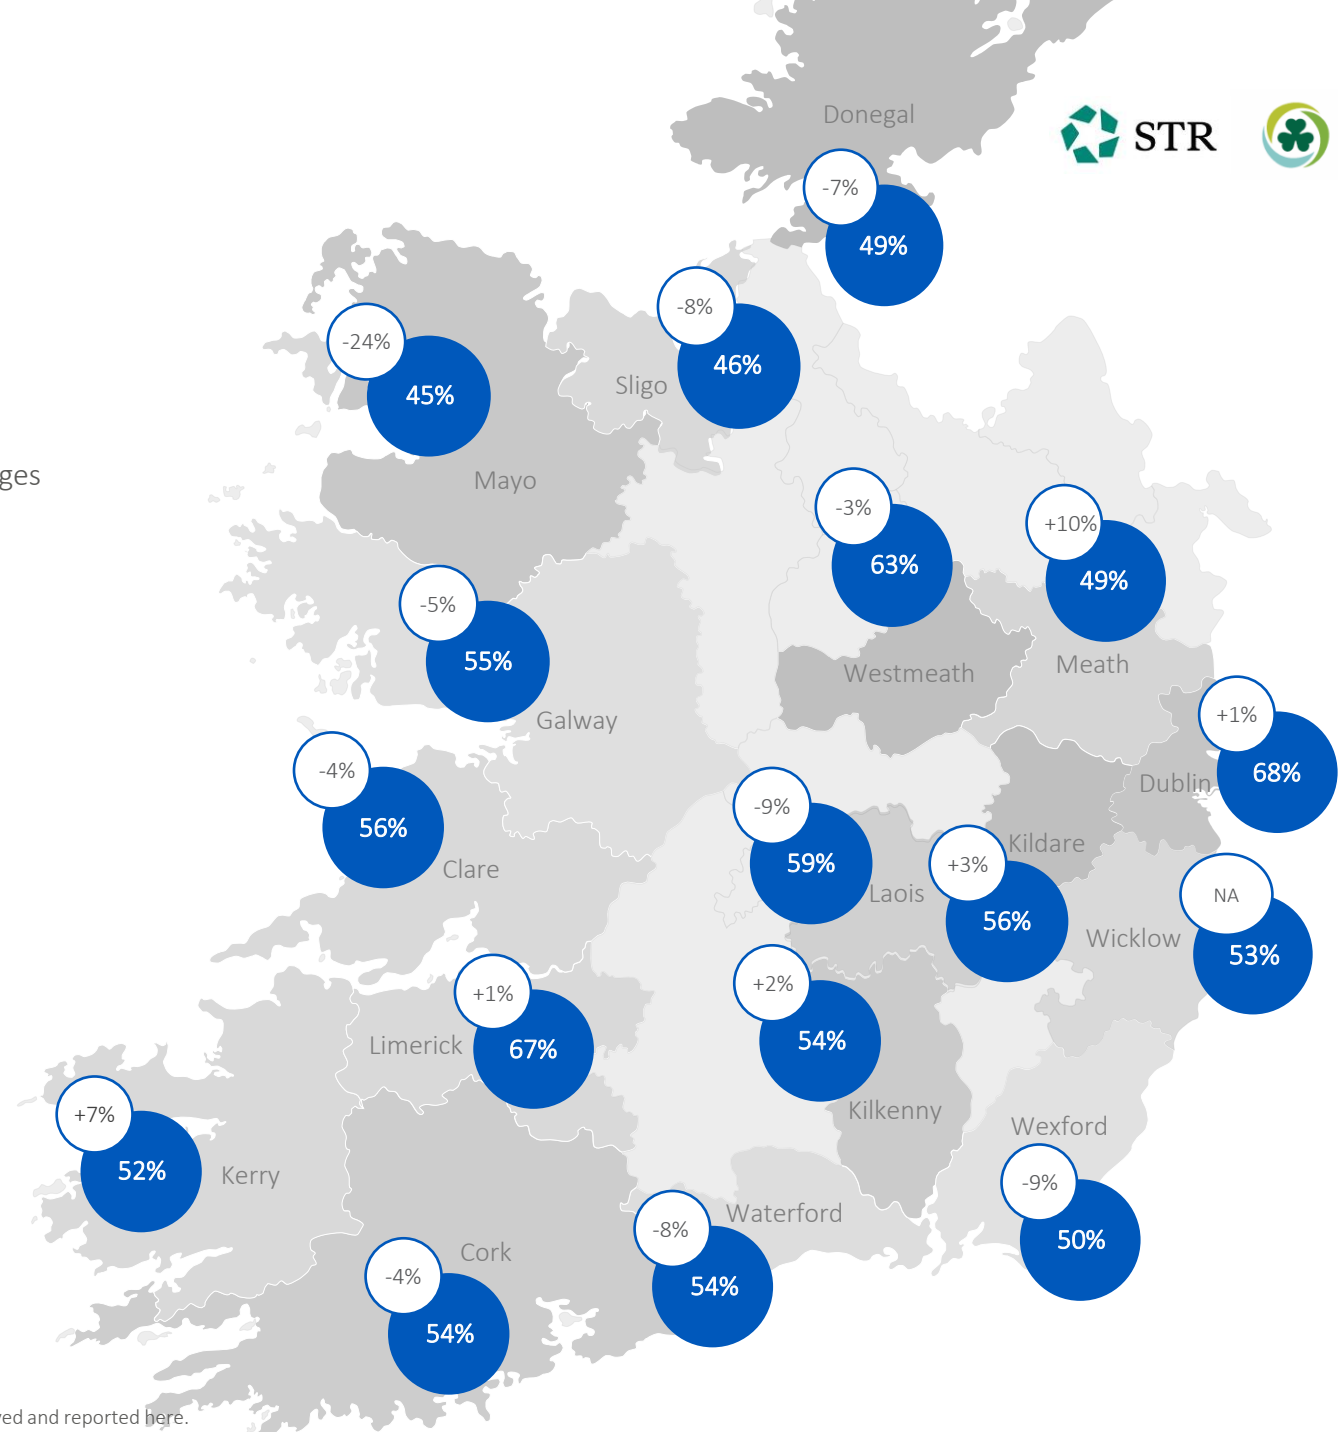 Donegal
STR
-7%
49%
-8%
46%
-24%
45%
Sligo
ges
Mayo
-3%
63%
+10%
49%
-5%
55%
Westmeath
Meath
Galway
+1%
68%
-4%
56%
Dublin
-9%
59%
Kildare
+3%
56%
Clare
Laois
NA
53%
Wicklow
+2%
54%
+1%
67%
Limerick
Kilkenny
+7%
52%
Kerry
Wexford
-9%
50%
Waterford
-8%
54%
Cork
-4%
54%
ved and reported here.